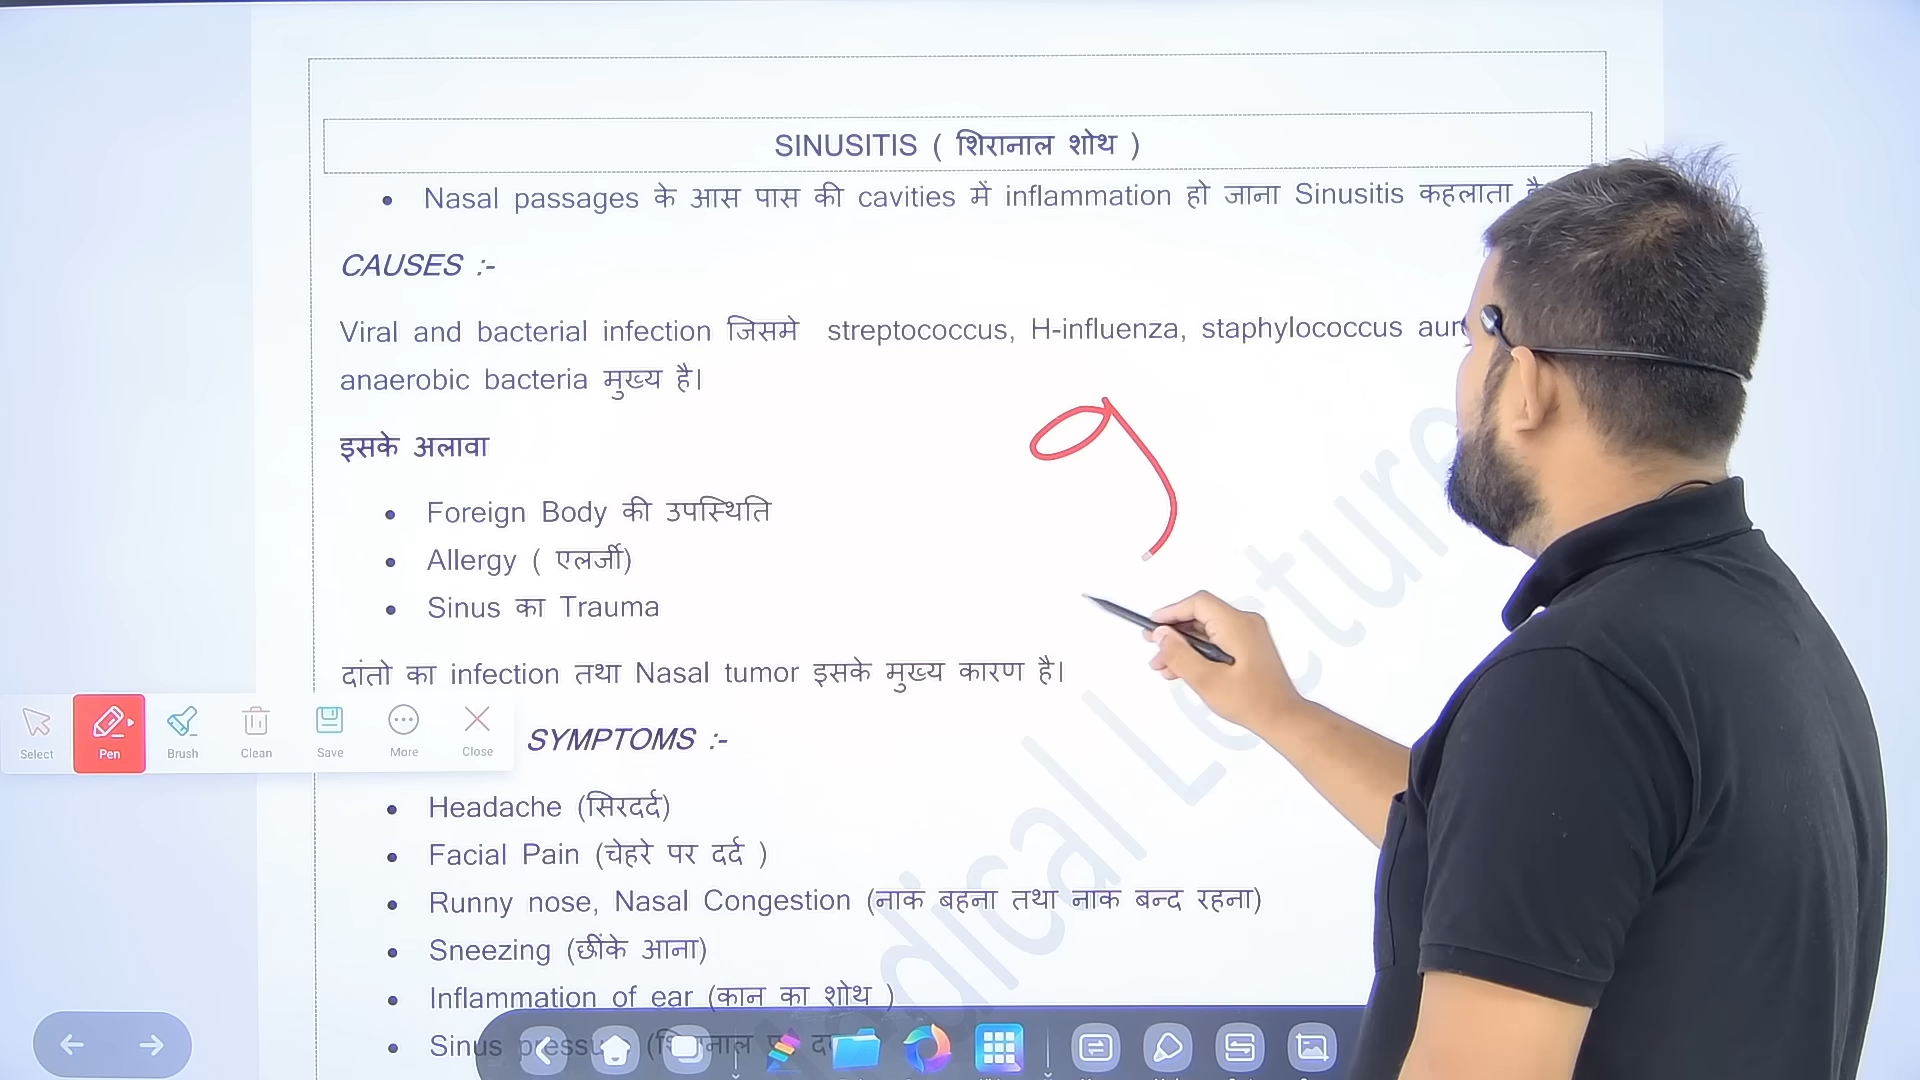 SINUSITIS ( शिरानाल शोथ )
• Nasal passages के आस पास की cavities में inflammation हो जाना Sinusitis कहलाता है
CAUSES :-
Viral and bacterial infection जिसमे streptococcus, H-influenza, staphylococcus
anaerobic bacteria मुख्य है।
इसके अलावा
• Foreign Body की उपस्थिति
• Allergy ( एलर्जी)
• Sinus का Trauma
दांतो का infection तथा Nasal tumor इसके मुख्य कारण है।
Select Pen Brush Clean Save More Close
SYMPTOMS :-
• Headache (सिरदर्द)
• Facial Pain (चेहरे पर दर्द )
• Runny nose, Nasal Congestion (नाक बहना तथा नाक बन्द रहना)
• Sneezing (छींके आना)
• Inflammation of ear (कान का शोथ )
• Sinus
Medical Lecture